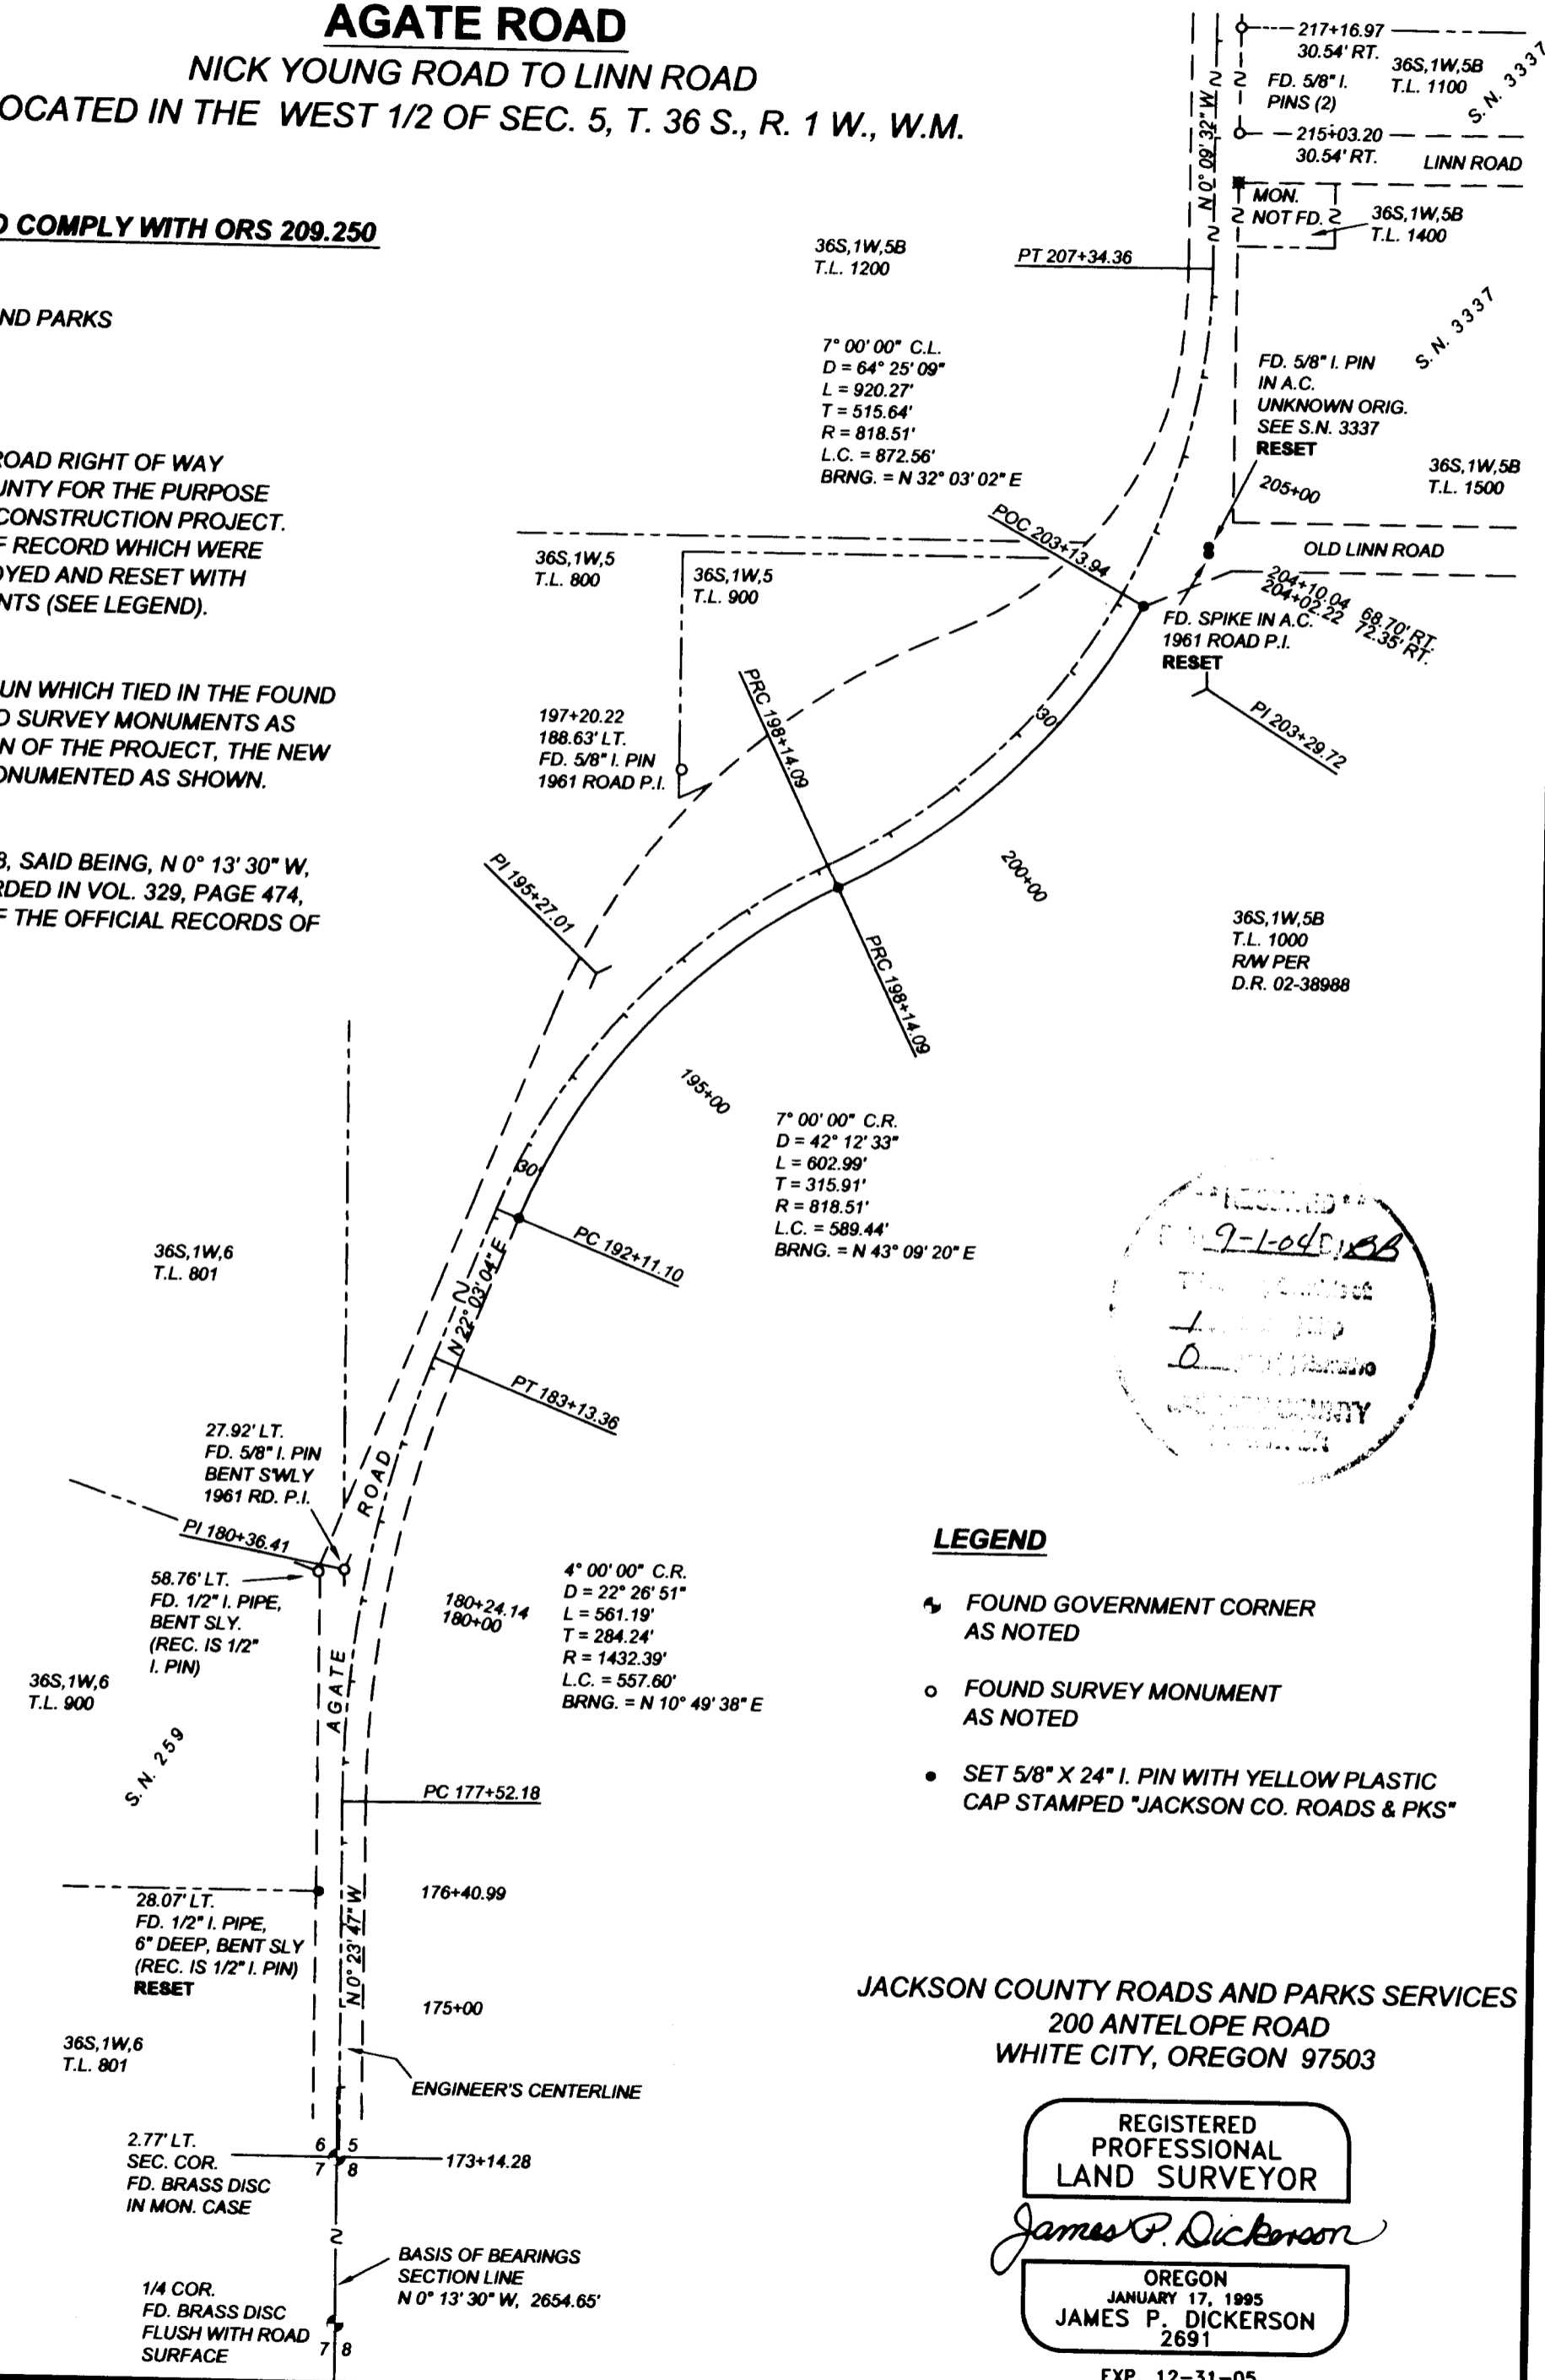 AGATE ROAD
NICK YOUNG ROAD TO LINN ROAD
OCATED IN THE WEST 1/2 OF SEC. 5, T. 36 S., R. 1 W., W.M.
COMPLY WITH ORS 209.250
ND PARKS
OAD RIGHT OF WAY
UNTY FOR THE PURPOSE
CONSTRUCTION PROJECT.
F RECORD WHICH WERE
OYED AND RESET WITH
NTS (SEE LEGEND).
UN WHICH TIED IN THE FOUND
D SURVEY MONUMENTS AS
N OF THE PROJECT, THE NEW
ONUMENTED AS SHOWN.
8, SAID BEING, N 0° 13' 30" W,
RDED IN VOL. 329, PAGE 474,
F THE OFFICIAL RECORDS OF
217+16.97
30.54' RT.
36S,1W,5B
T.L. 1100
S.N. 3337
FD. 5/8" I.
PINS (2)
215+03.20
30.54' RT.
LINN ROAD
N 0° 09' 32" W
MON.
NOT FD.
36S,1W,5B
T.L. 1400
36S,1W,5B
T.L. 1200
PT 207+34.36
7° 00' 00" C.L.
D = 64° 25' 09"
L = 920.27'
T = 515.64'
R = 818.51'
L.C. = 872.56'
BRNG. = N 32° 03' 02" E
S.N. 3337
FD. 5/8" I. PIN
IN A.C.
UNKNOWN ORIG.
SEE S.N. 3337
RESET
205+00
36S,1W,5B
T.L. 1500
OLD LINN ROAD
POC 203+13.94
204+10.04 68.70' RT.
204+02.22 72.35' RT.
FD. SPIKE IN A.C.
1961 ROAD P.I.
RESET
PI 203+29.72
36S,1W,5
T.L. 800
36S,1W,5
T.L. 900
197+20.22
188.63' LT.
FD. 5/8" I. PIN
1961 ROAD P.I.
PRC 198+14.09
30'
PI 195+27.01
200+00
PRC 198+14.09
36S,1W,5B
T.L. 1000
R/W PER
D.R. 02-38988
195+00
7° 00' 00" C.R.
D = 42° 12' 33"
L = 602.99'
T = 315.91'
R = 818.51'
L.C. = 589.44'
BRNG. = N 43° 09' 20" E
30'
PC 192+11.10
N 22° 03' 04" E
36S,1W,6
T.L. 801
9-1-04 BB
1
0
PT 183+13.36
27.92' LT.
FD. 5/8" I. PIN
BENT SWLY
1961 RD. P.I.
PI 180+36.41
AGATE ROAD
58.76' LT.
FD. 1/2" I. PIPE,
BENT SLY.
(REC. IS 1/2"
I. PIN)
180+24.14
180+00
4° 00' 00" C.R.
D = 22° 26' 51"
L = 561.19'
T = 284.24'
R = 1432.39'
L.C. = 557.60'
BRNG. = N 10° 49' 38" E
36S,1W,6
T.L. 900
S.N. 259
PC 177+52.18
28.07' LT.
FD. 1/2" I. PIPE,
6" DEEP, BENT SLY
(REC. IS 1/2" I. PIN)
RESET
176+40.99
N 0° 23' 47" W
175+00
36S,1W,6
T.L. 801
ENGINEER'S CENTERLINE
2.77' LT.
SEC. COR.
FD. BRASS DISC
IN MON. CASE
6 5
7 8
173+14.28
BASIS OF BEARINGS
SECTION LINE
N 0° 13' 30" W, 2654.65'
1/4 COR.
FD. BRASS DISC
FLUSH WITH ROAD
SURFACE
7 8
LEGEND
FOUND GOVERNMENT CORNER
AS NOTED
FOUND SURVEY MONUMENT
AS NOTED
SET 5/8" X 24" I. PIN WITH YELLOW PLASTIC
CAP STAMPED "JACKSON CO. ROADS & PKS"
JACKSON COUNTY ROADS AND PARKS SERVICES
200 ANTELOPE ROAD
WHITE CITY, OREGON 97503
REGISTERED
PROFESSIONAL
LAND SURVEYOR
James P. Dickerson
OREGON
JANUARY 17, 1995
JAMES P. DICKERSON
2691
EXP. 12-31-05